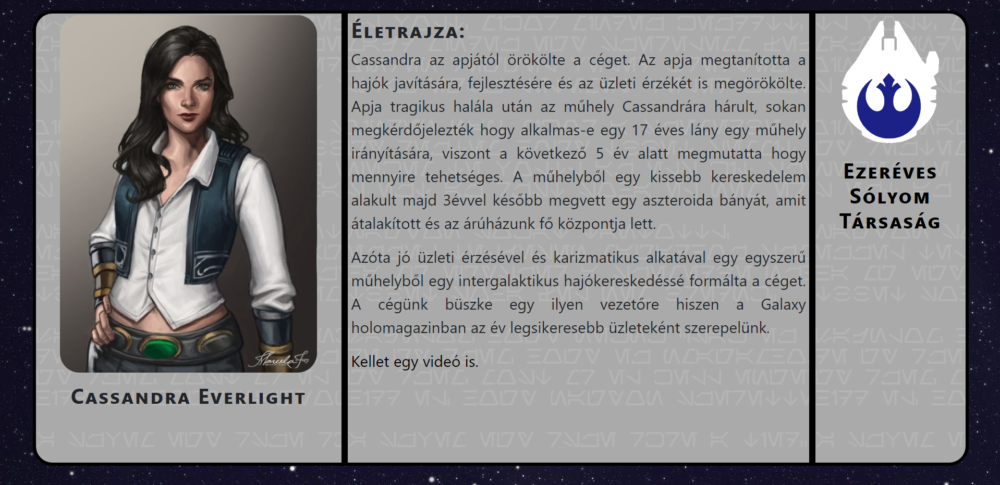 Életrajza:
Cassandra az apjától örökölte a céget. Az apja megtanította a
hajók javítására, fejlesztésére és az üzleti érzékét is megörökölte.
Apja tragikus halála után az műhely Cassandrára hárult, sokan
megkérdőjelezték hogy alkalmas-e egy 17 éves lány egy műhely
irányítására, viszont a következő 5 év alatt megmutatta hogy
mennyire tehetséges. A műhelyből egy kissebb kereskedelem
alakult majd 3évvel később megvett egy aszteroida bányát, amit
átalakított és az árúházunk fő központja lett.
Azóta jó üzleti érzésével és karizmatikus alkatával egy egyszerű
műhelyből egy intergalaktikus hajókereskedéssé formálta a céget.
A cégünk büszke egy ilyen vezetőre hiszen a Galaxy
holomagazinban az év legsikeresebb üzleteként szerepelünk.
Kellet egy videó is.
Cassandra Everlight
Ezeréves
Sólyom
Társaság